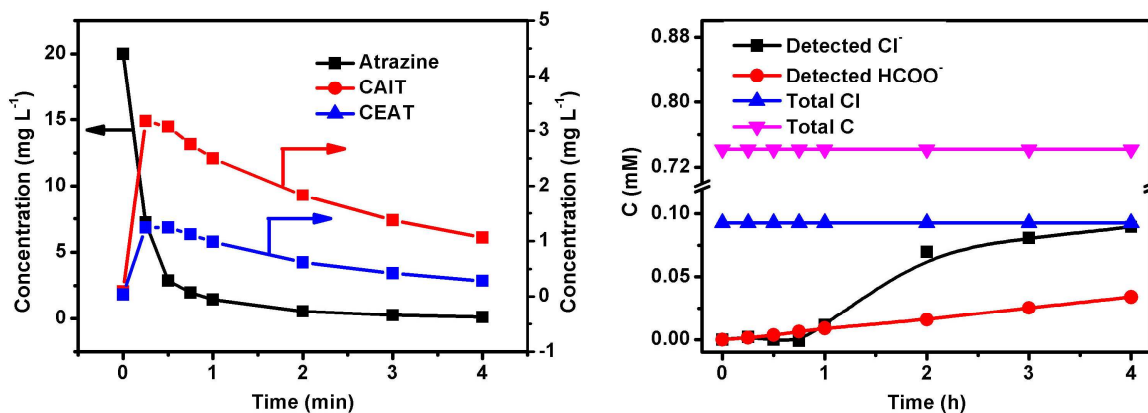 Concentration (mg L⁻¹)
20
15
10
5
0
Atrazine
CAIT
CEAT
5
4
3
2
1
0
-1
Concentration (mg L⁻¹)
0 1 2 3 4
Time (min)
C (mM)
0.88
0.80
0.72
0.10
0.05
0.00
Detected Cl⁻
Detected HCOO⁻
Total Cl
Total C
0 1 2 3 4
Time (h)